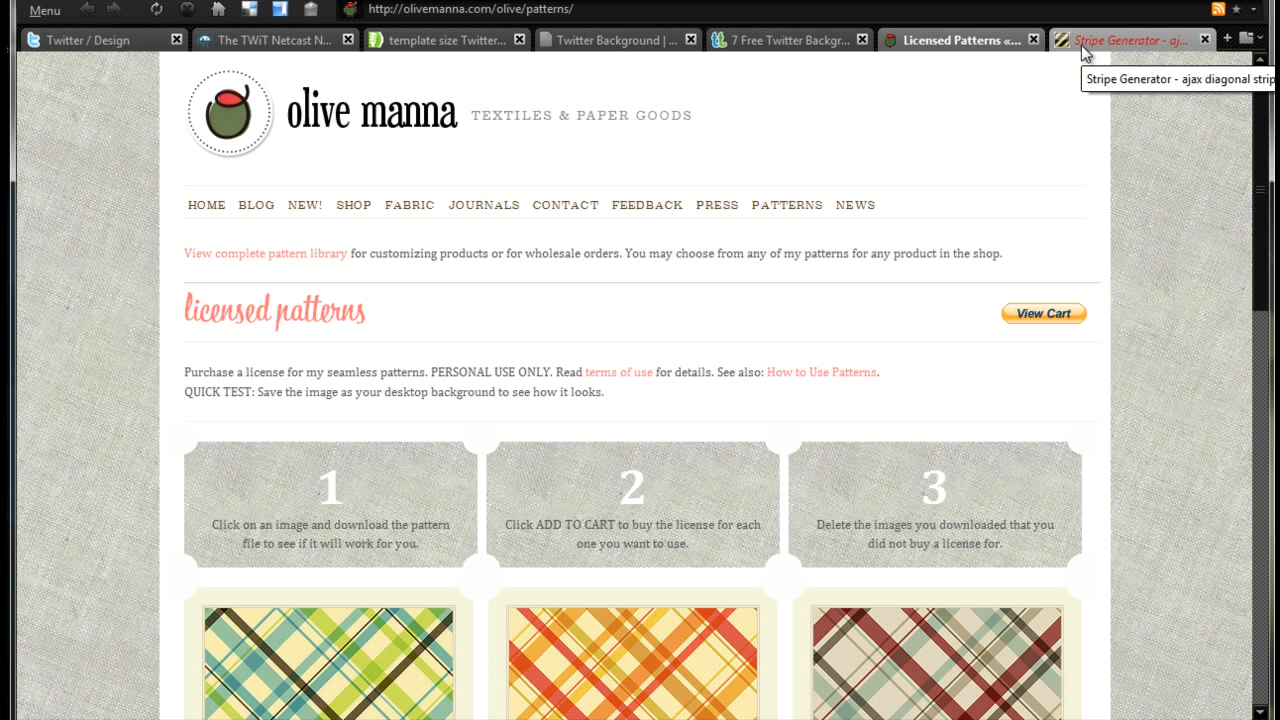 Menu
http://olivemanna.com/olive/patterns/
Twitter / Design
The TWiT Netcast N...
template size Twitter...
Twitter Background | ...
7 Free Twitter Backgr...
Licensed Patterns «...
Stripe Generator - aj...
Stripe Generator - ajax diagonal strip
olive manna TEXTILES & PAPER GOODS
HOME BLOG NEW! SHOP FABRIC JOURNALS CONTACT FEEDBACK PRESS PATTERNS NEWS
View complete pattern library for customizing products or for wholesale orders. You may choose from any of my patterns for any product in the shop.
licensed patterns
View Cart
Purchase a license for my seamless patterns. PERSONAL USE ONLY. Read terms of use for details. See also: How to Use Patterns.
QUICK TEST: Save the image as your desktop background to see how it looks.
1
Click on an image and download the pattern
file to see if it will work for you.
2
Click ADD TO CART to buy the license for each
one you want to use.
3
Delete the images you downloaded that you
did not buy a license for.